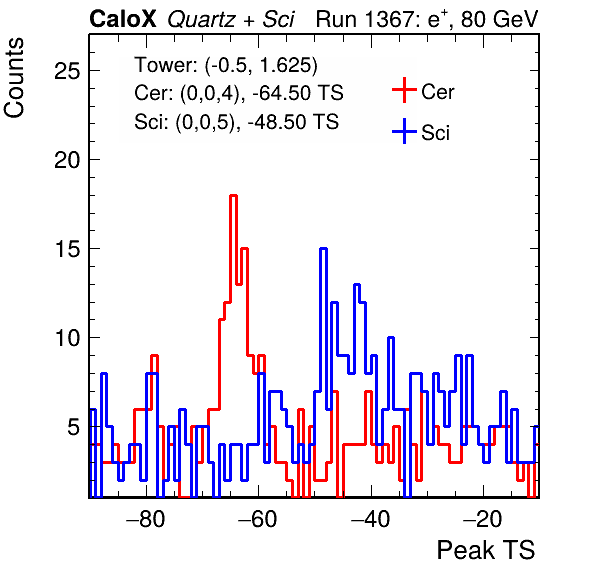 CaloX Quartz + Sci Run 1367: e⁺, 80 GeV
Counts
Tower: (-0.5, 1.625)
Cer: (0,0,4), -64.50 TS
Sci: (0,0,5), -48.50 TS
Cer
Sci
25
20
15
10
5
−80 −60 −40 −20
Peak TS